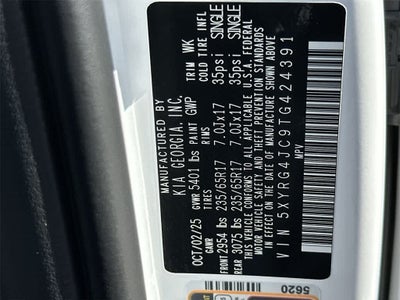 MANUFACTURED BY
KIA GEORGIA, INC.
OCT/02/25 GVWR 5401 lbs PAINT GWP TRIM WK
GAWR RIMS COLD TIRE INFL
FRONT 2954 lbs 235/65R17 7.0Jx17 35psi SINGLE
REAR 3075 lbs 235/65R17 7.0Jx17 35psi SINGLE
THIS VEHICLE CONFORMS TO ALL APPLICABLE U.S.A. FEDERAL
MOTOR VEHICLE SAFETY AND THEFT PREVENTION STANDARDS
IN EFFECT ON THE DATE OF MANUFACTURE SHOWN ABOVE
VIN 5XYRG4JC9TG424391
MPV
5620